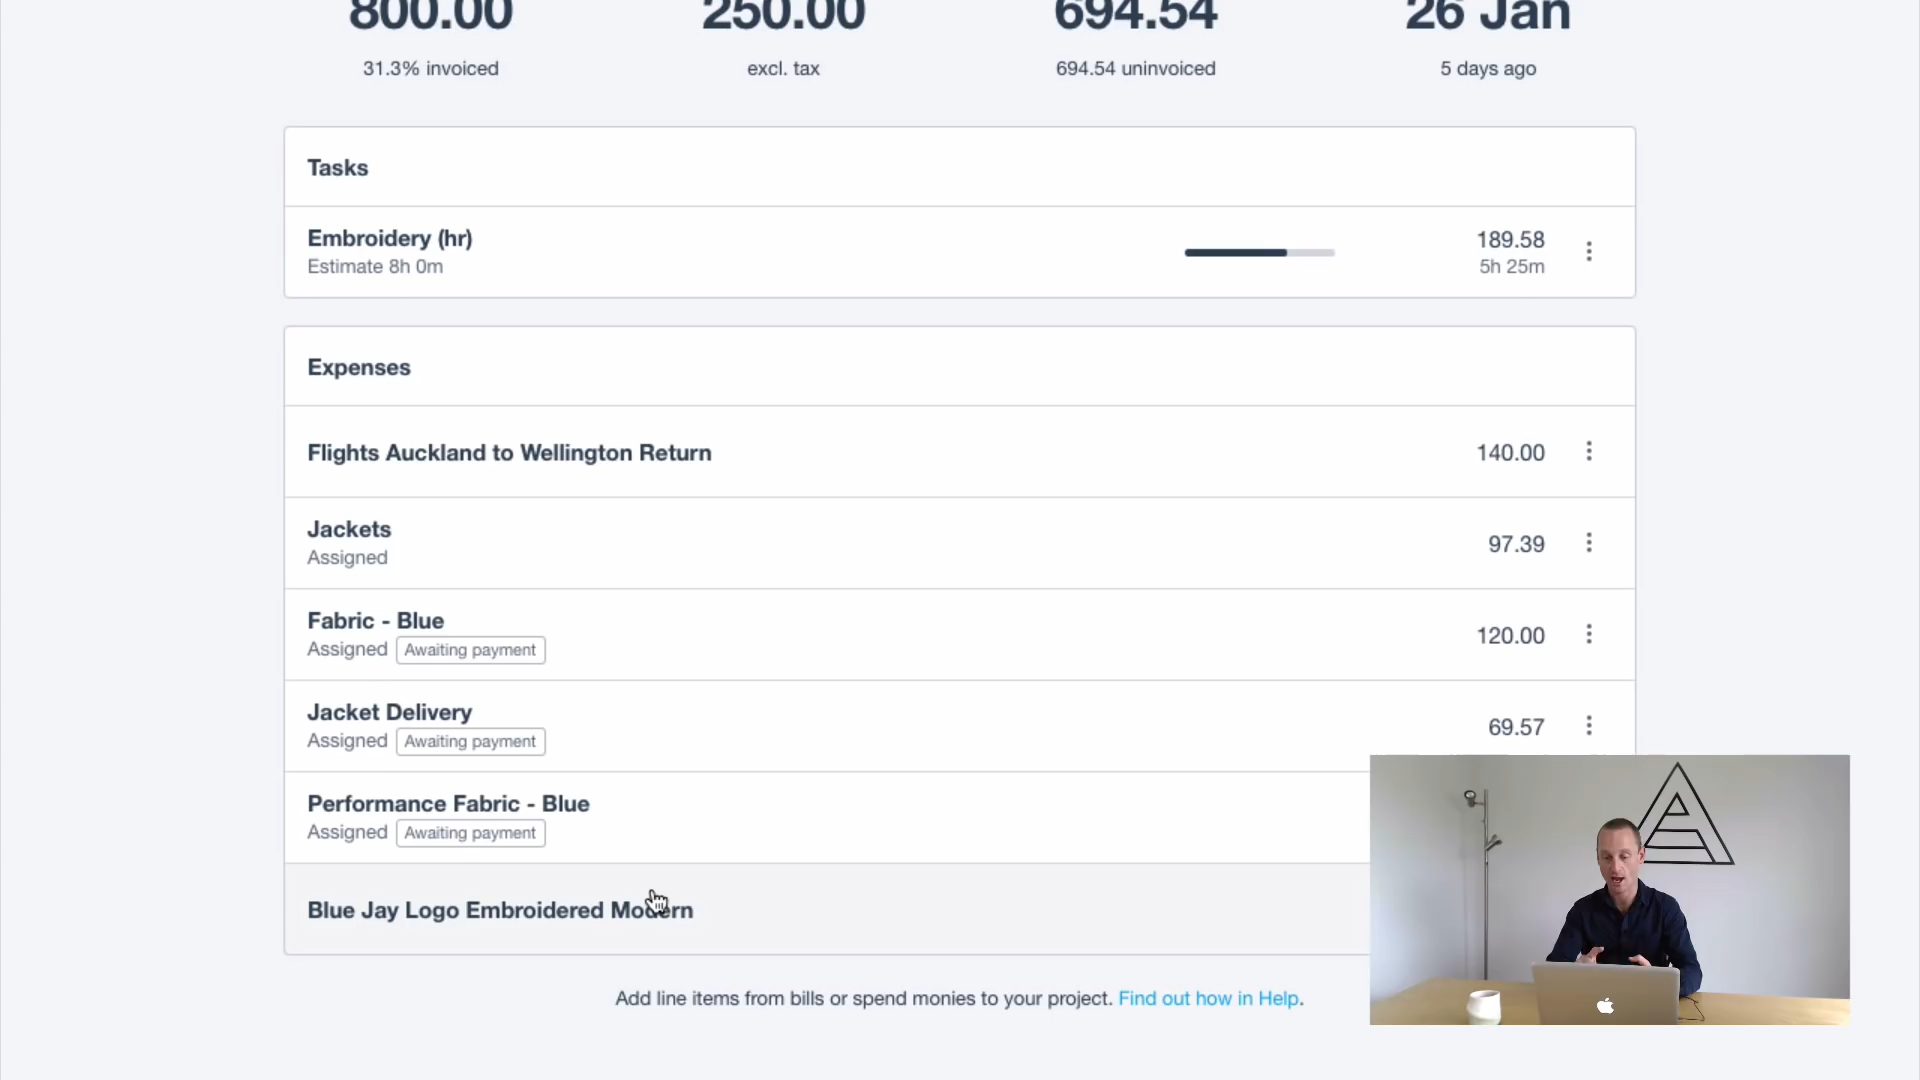 800.00
250.00
694.54
26 Jan
31.3% invoiced
excl. tax
694.54 uninvoiced
5 days ago
Tasks
Embroidery (hr)
189.58
Estimate 8h 0m
5h 25m
Expenses
Flights Auckland to Wellington Return
140.00
Jackets
97.39
Assigned
Fabric - Blue
120.00
Assigned Awaiting payment
Jacket Delivery
69.57
Assigned Awaiting payment
Performance Fabric - Blue
Assigned Awaiting payment
Blue Jay Logo Embroidered Modern
Add line items from bills or spend monies to your project. Find out how in Help.